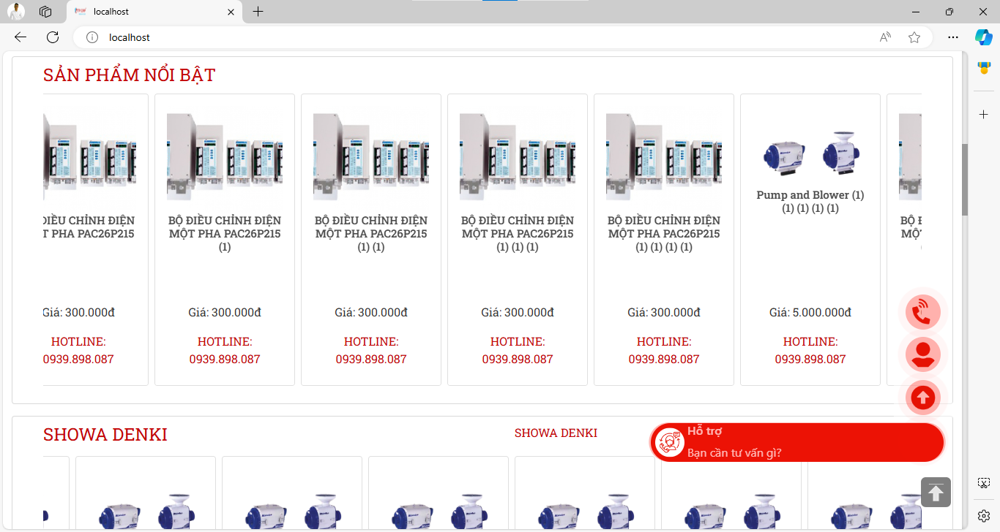 localhost
localhost
SẢN PHẨM NỔI BẬT
DIỀU CHỈNH ĐIỆN
T PHA PAC26P215
Giá: 300.000đ
HOTLINE:
0939.898.087
BỘ ĐIỀU CHỈNH ĐIỆN
MỘT PHA PAC26P215
(1)
Giá: 300.000đ
HOTLINE:
0939.898.087
BỘ ĐIỀU CHỈNH ĐIỆN
MỘT PHA PAC26P215
(1) (1)
Giá: 300.000đ
HOTLINE:
0939.898.087
BỘ ĐIỀU CHỈNH ĐIỆN
MỘT PHA PAC26P215
(1) (1) (1)
Giá: 300.000đ
HOTLINE:
0939.898.087
BỘ ĐIỀU CHỈNH ĐIỆN
MỘT PHA PAC26P215
(1) (1) (1) (1)
Giá: 300.000đ
HOTLINE:
0939.898.087
Pump and Blower (1)
(1) (1) (1) (1)
Giá: 5.000.000đ
HOTLINE:
0939.898.087
BỘ
MỘT
SHOWA DENKI
SHOWA DENKI
Hỗ trợ
Bạn cần tư vấn gì?